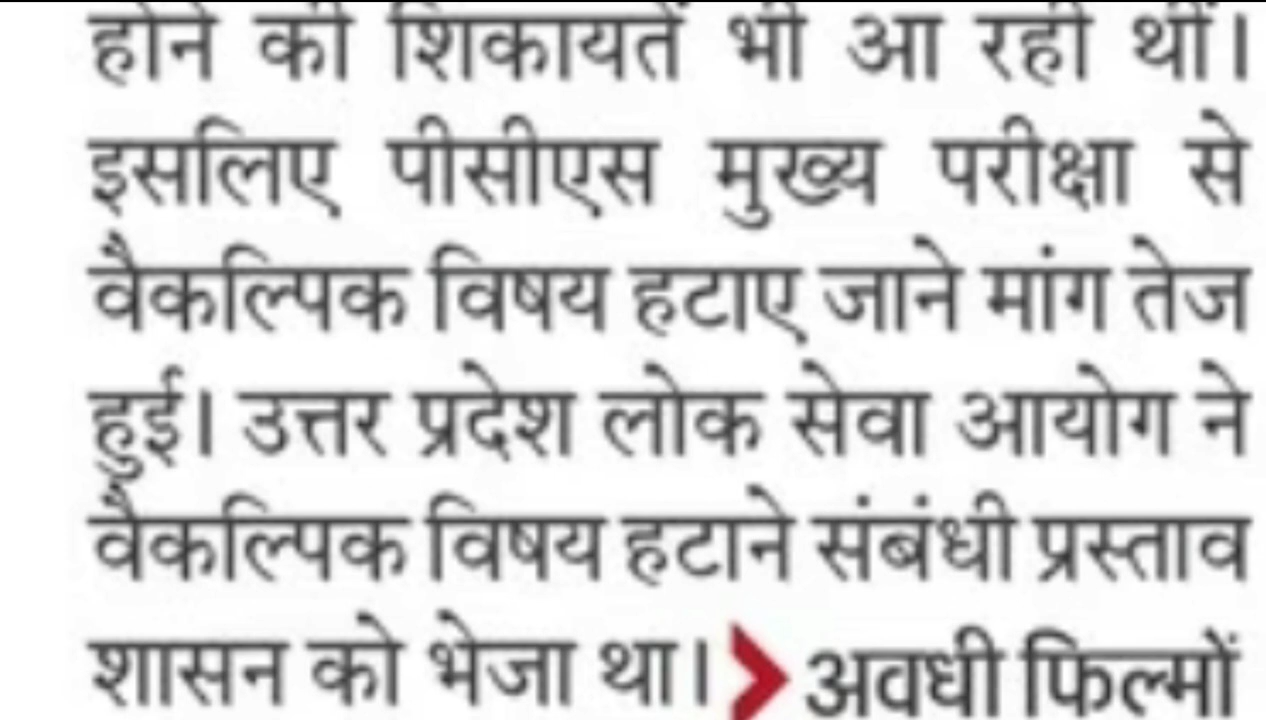 होने की शिकायतें भी आ रही थीं।
इसलिए पीसीएस मुख्य परीक्षा से
वैकल्पिक विषय हटाए जाने मांग तेज
हुई। उत्तर प्रदेश लोक सेवा आयोग ने
वैकल्पिक विषय हटाने संबंधी प्रस्ताव
शासन को भेजा था। अवधी फिल्मों